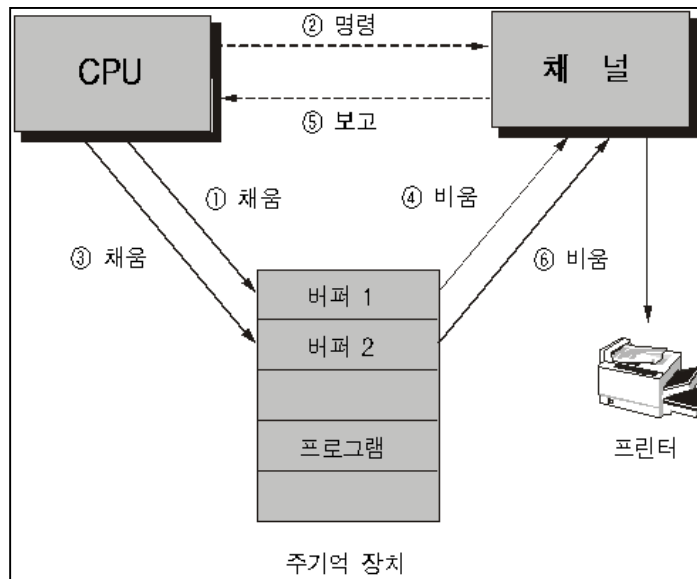 ② 명령
CPU
채 널
⑤ 보고
① 채움
④ 비움
③ 채움
⑥ 비움
버퍼 1
버퍼 2
프로그램
프린터
주기억 장치